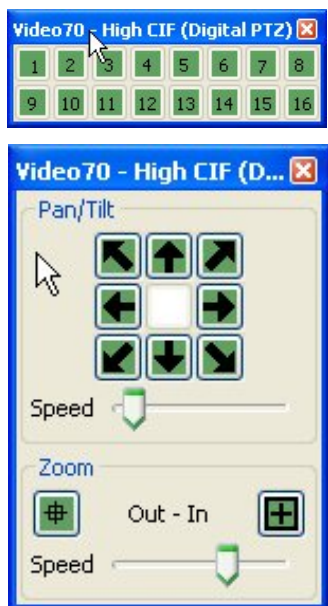 Video70 - High CIF (Digital PTZ)
1 2 3 4 5 6 7 8
9 10 11 12 13 14 15 16
Video70 - High CIF (D...
Pan/Tilt
Speed
Zoom
Out - In
Speed